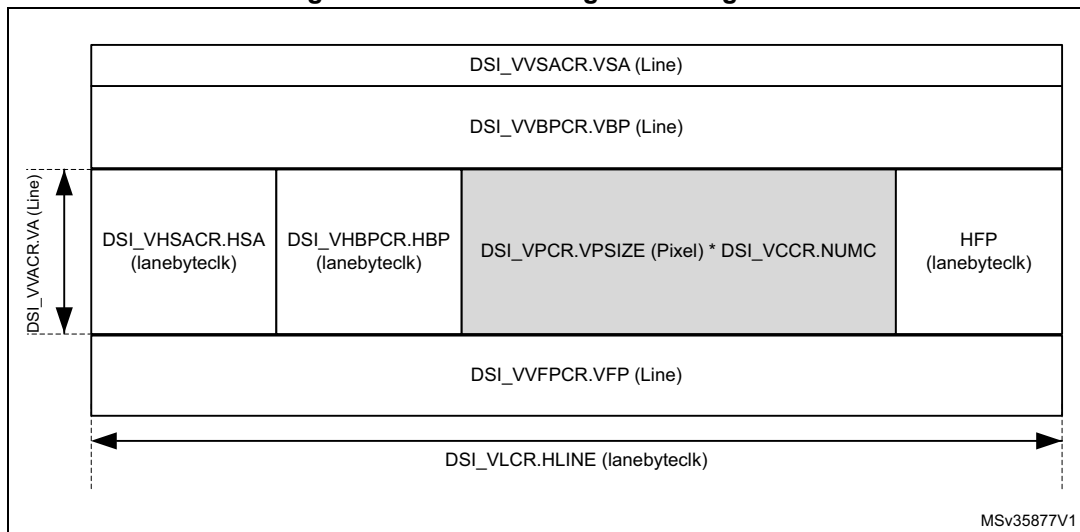 DSI_VVSACR.VSA (Line)
DSI_VVBPCR.VBP (Line)
DSI_VVACR.VA (Line)
DSI_VHSACR.HSA
(lanebyteclk)
DSI_VHBPCR.HBP
(lanebyteclk)
DSI_VPCR.VPSIZE (Pixel) * DSI_VCCR.NUMC
HFP
(lanebyteclk)
DSI_VVFPCR.VFP (Line)
DSI_VLCR.HLINE (lanebyteclk)
MSv35877V1